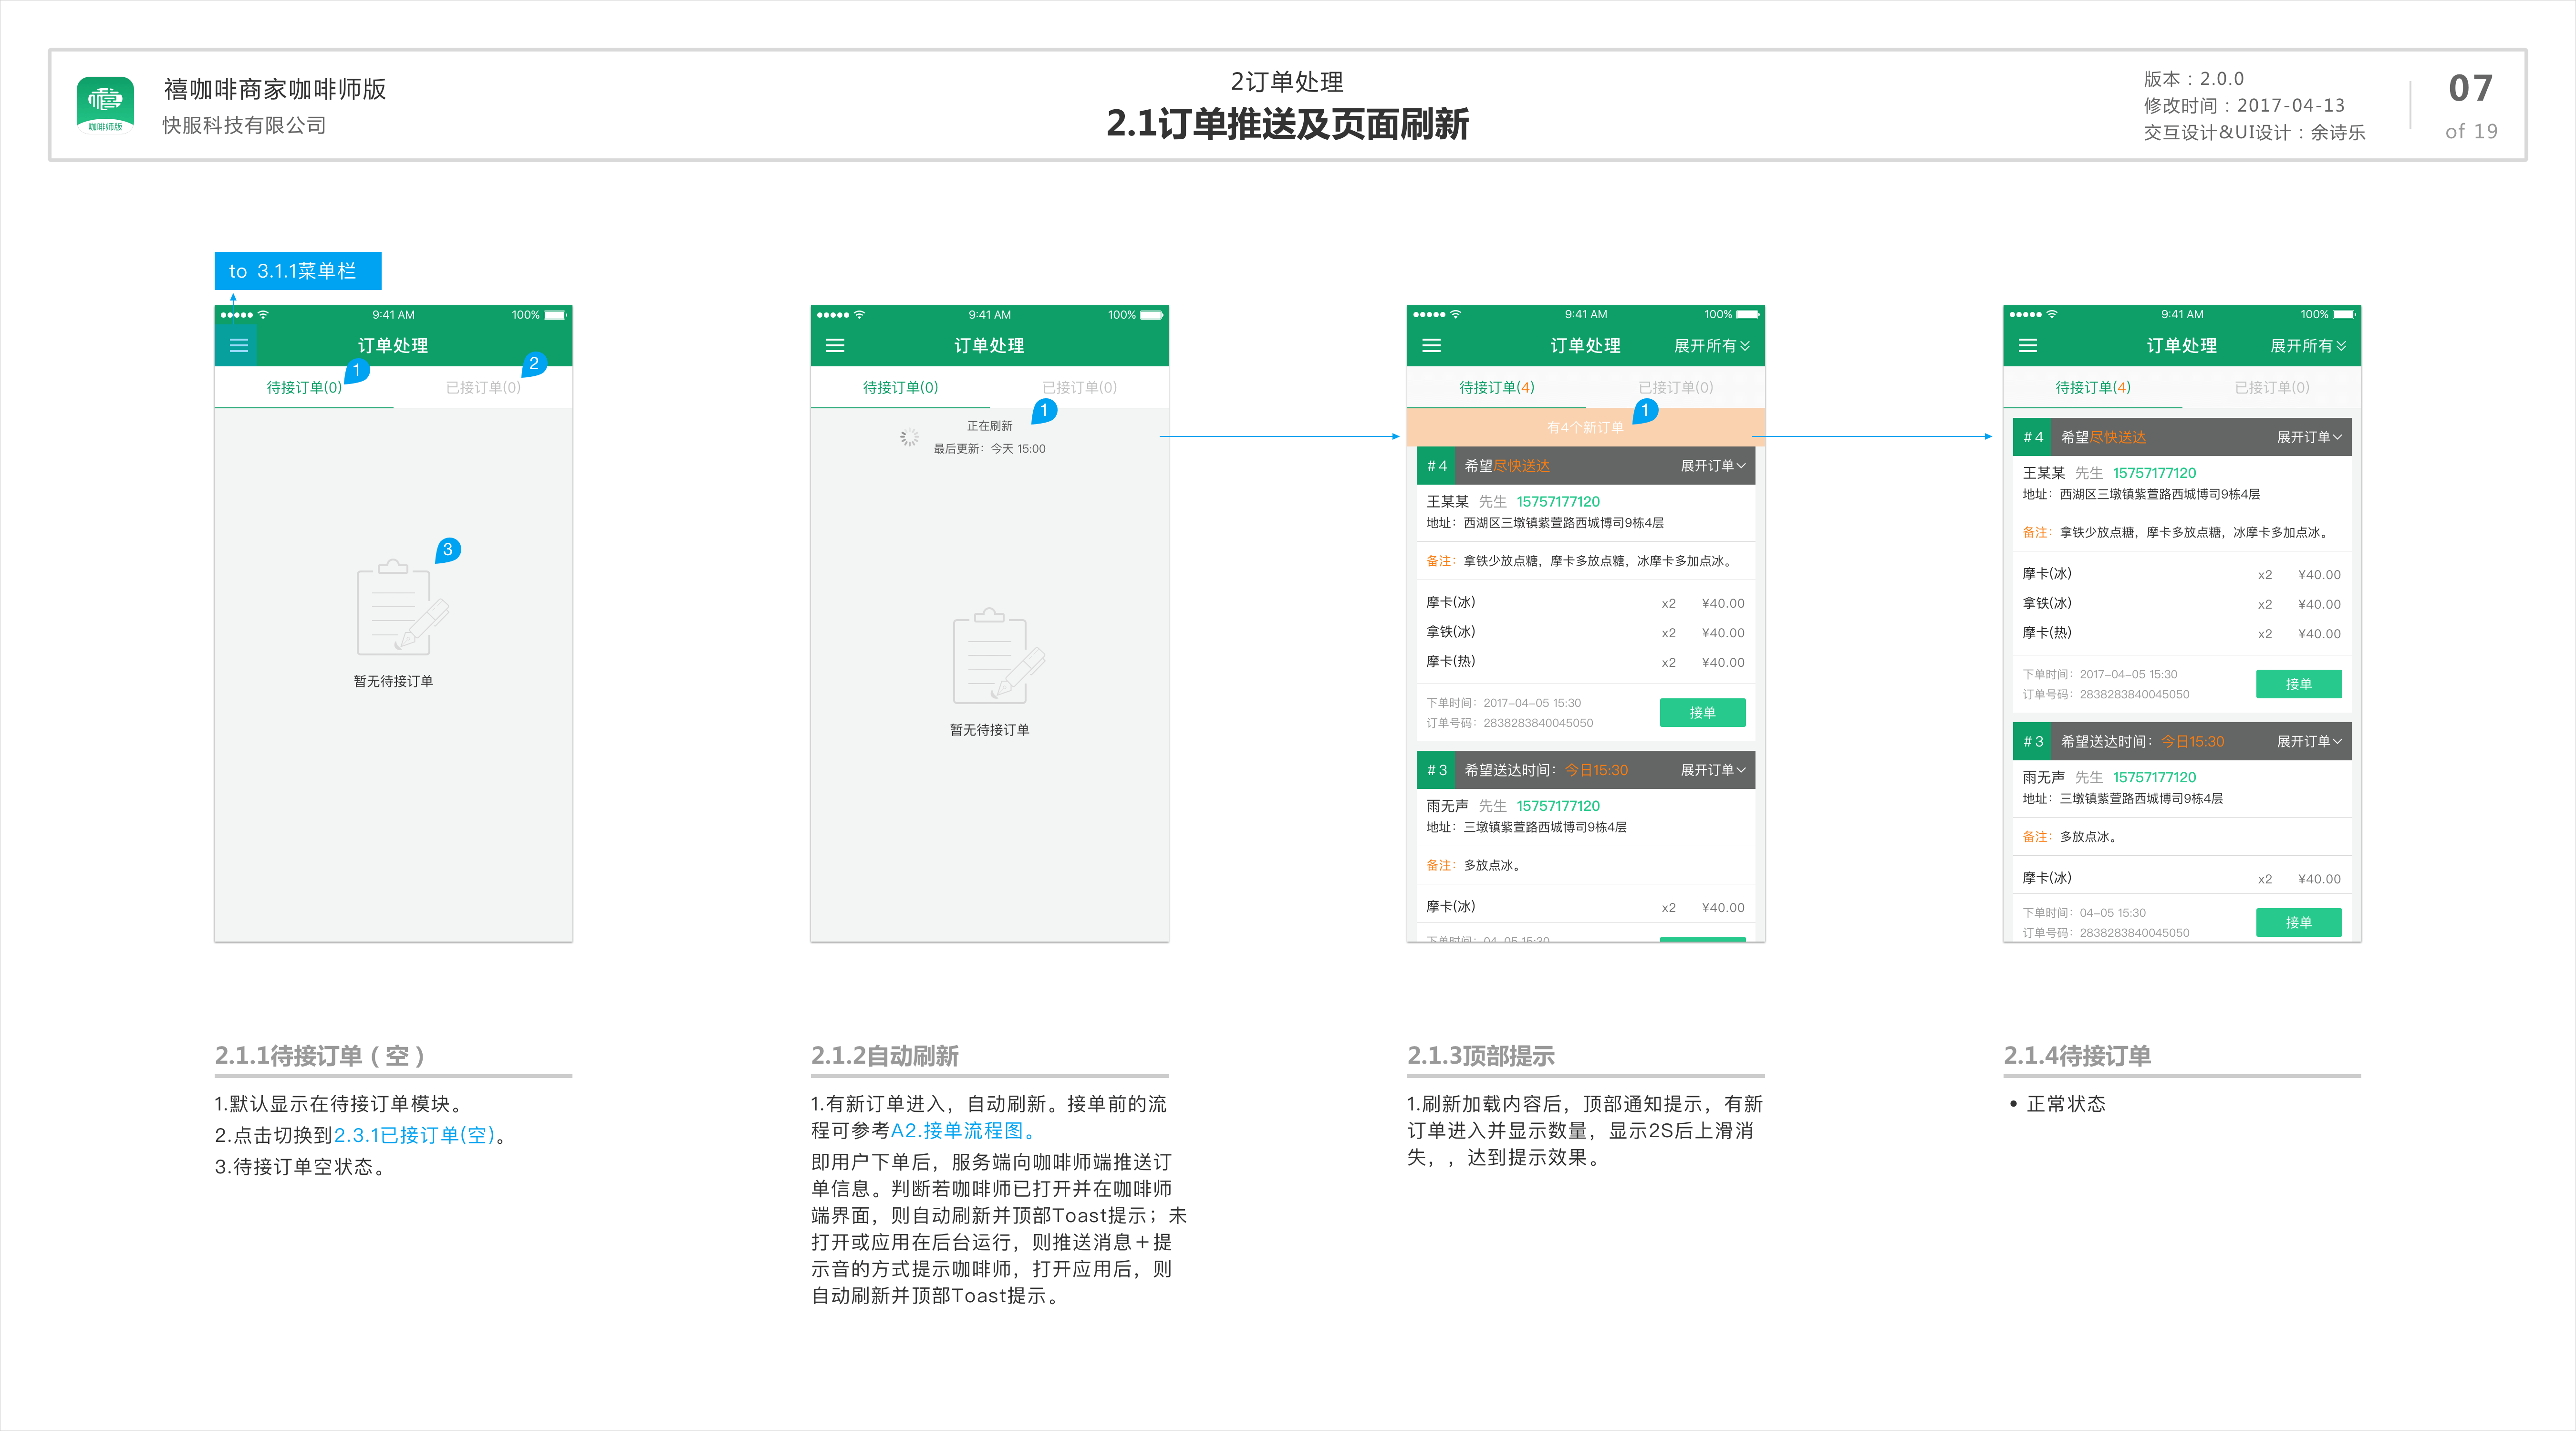 咖啡师版
禧咖啡商家咖啡师版
快服科技有限公司
2订单处理
2.1订单推送及页面刷新
版本：2.0.0
修改时间：2017-04-13
交互设计&UI设计：余诗乐
07
of 19
to 3.1.1菜单栏
9:41 AM 100%
订单处理
1
2
待接订单(0) 已接订单(0)
3
暂无待接订单
9:41 AM 100%
订单处理
待接订单(0) 已接订单(0)
1
正在刷新
最后更新：今天 15:00
暂无待接订单
9:41 AM 100%
订单处理 展开所有
待接订单(4) 已接订单(0)
1
有4个新订单
#4 希望尽快送达 展开订单
王某某 先生 15757177120
地址：西湖区三墩镇紫萱路西城博司9栋4层
备注：拿铁少放点糖，摩卡多放点糖，冰摩卡多加点冰。
摩卡(冰) x2 ¥40.00
拿铁(冰) x2 ¥40.00
摩卡(热) x2 ¥40.00
下单时间：2017-04-05 15:30
订单号码：2838283840045050
接单
#3 希望送达时间：今日15:30 展开订单
雨无声 先生 15757177120
地址：三墩镇紫萱路西城博司9栋4层
备注：多放点冰。
摩卡(冰) x2 ¥40.00
下单时间：04-05 15:30
9:41 AM 100%
订单处理 展开所有
待接订单(4) 已接订单(0)
#4 希望尽快送达 展开订单
王某某 先生 15757177120
地址：西湖区三墩镇紫萱路西城博司9栋4层
备注：拿铁少放点糖，摩卡多放点糖，冰摩卡多加点冰。
摩卡(冰) x2 ¥40.00
拿铁(冰) x2 ¥40.00
摩卡(热) x2 ¥40.00
下单时间：2017-04-05 15:30
订单号码：2838283840045050
接单
#3 希望送达时间：今日15:30 展开订单
雨无声 先生 15757177120
地址：三墩镇紫萱路西城博司9栋4层
备注：多放点冰。
摩卡(冰) x2 ¥40.00
下单时间：04-05 15:30
订单号码：2838283840045050
接单
2.1.1待接订单（空）
1.默认显示在待接订单模块。
2.点击切换到2.3.1已接订单(空)。
3.待接订单空状态。
2.1.2自动刷新
1.有新订单进入，自动刷新。接单前的流
程可参考A2.接单流程图。
即用户下单后，服务端向咖啡师端推送订
单信息。判断若咖啡师已打开并在咖啡师
端界面，则自动刷新并顶部Toast提示；未
打开或应用在后台运行，则推送消息＋提
示音的方式提示咖啡师，打开应用后，则
自动刷新并顶部Toast提示。
2.1.3顶部提示
1.刷新加载内容后，顶部通知提示，有新
订单进入并显示数量，显示2S后上滑消
失，，达到提示效果。
2.1.4待接订单
• 正常状态